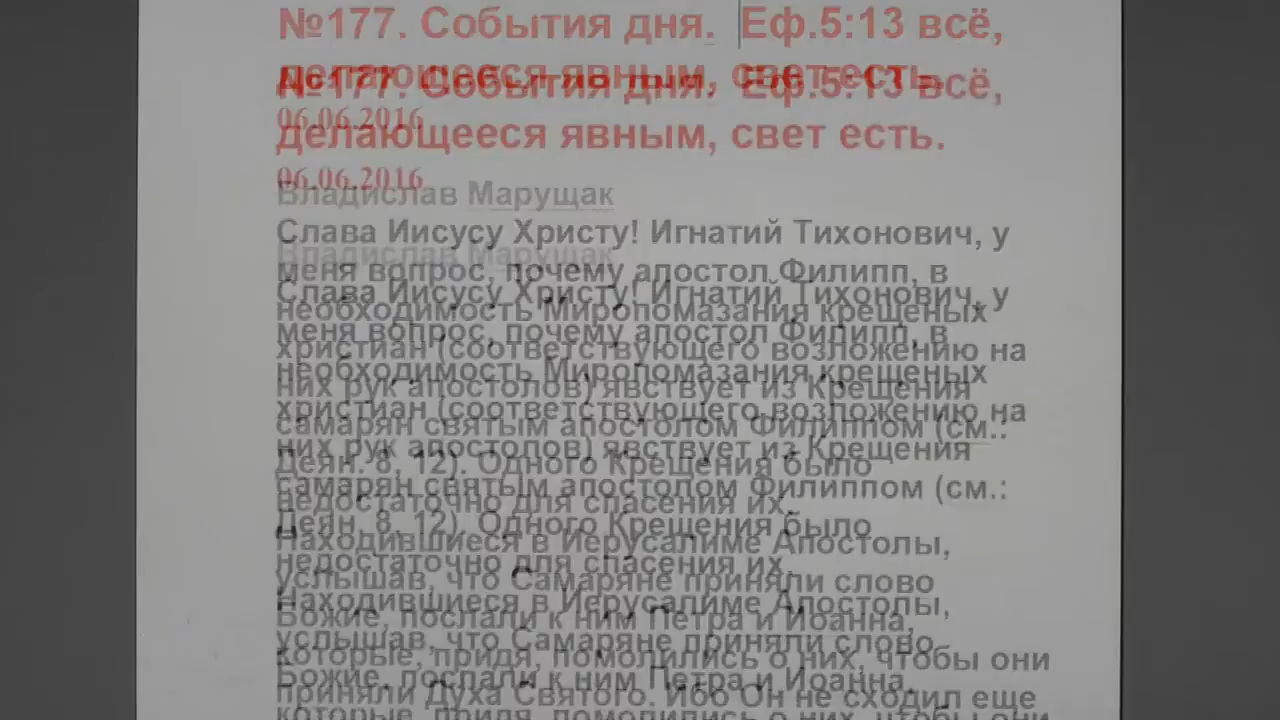 №177. События дня. Еф.5:13 всё,
делающееся явным, свет есть.
06.06.2016
Владислав Марущак
Слава Иисусу Христу! Игнатий Тихонович, у
меня вопрос, почему апостол Филипп, в
необходимость Миропомазания крещеных
христиан (соответствующего возложению на
них рук апостолов) явствует из Крещения
самарян святым апостолом Филиппом (см.:
Деян. 8, 12). Одного Крещения было
недостаточно для спасения их.
Находившиеся в Иерусалиме Апостолы,
услышав, что Самаряне приняли слово
Божие, послали к ним Петра и Иоанна,
которые, придя, помолились о них, чтобы они
приняли Духа Святого. Ибо Он не сходил еще